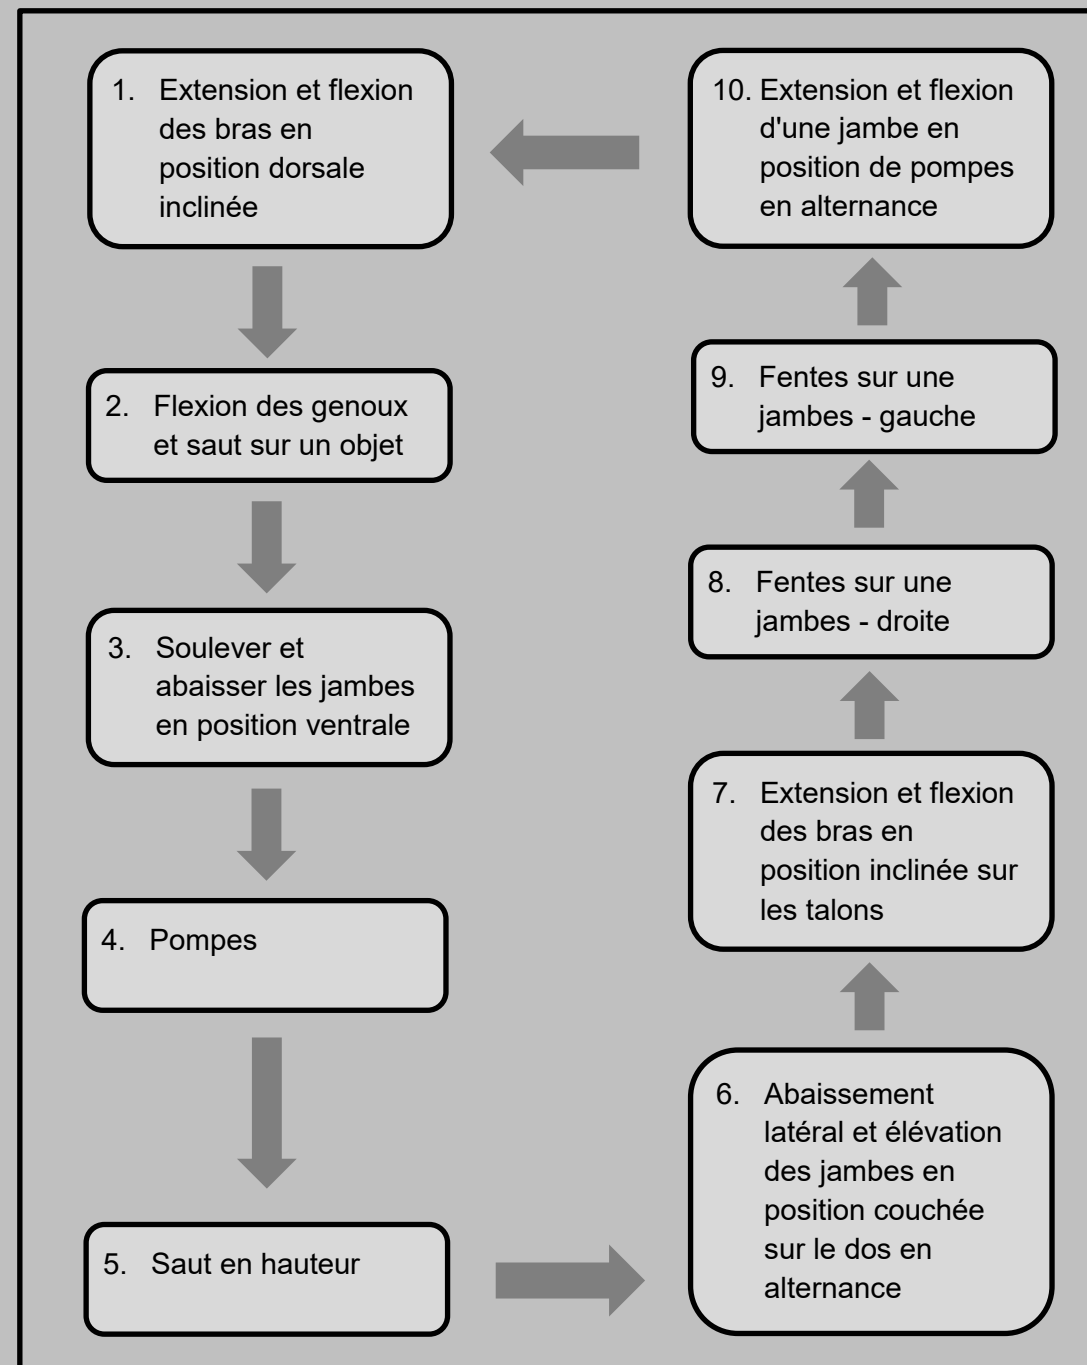 1. Extension et flexion
des bras en
position dorsale
inclinée
2. Flexion des genoux
et saut sur un objet
3. Soulever et
abaisser les jambes
en position ventrale
4. Pompes
5. Saut en hauteur
6. Abaissement
latéral et élévation
des jambes en
position couchée
sur le dos en
alternance
7. Extension et flexion
des bras en
position inclinée sur
les talons
8. Fentes sur une
jambes - droite
9. Fentes sur une
jambes - gauche
10. Extension et flexion
d'une jambe en
position de pompes
en alternance